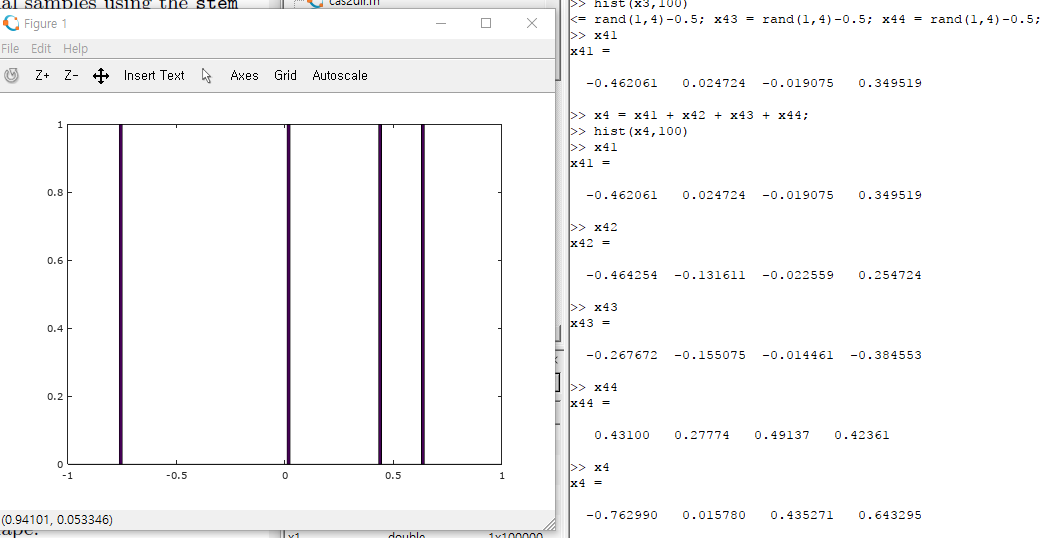 al samples using the stem
cas2dir.m
Figure 1
File Edit Help
Z+ Z- Insert Text Axes Grid Autoscale
1
0.8
0.6
0.4
0.2
0
-1 -0.5 0 0.5 1
(0.94101, 0.053346)
ape.
x1 double 1x100000
>> hist(x3,100)
<= rand(1,4)-0.5; x43 = rand(1,4)-0.5; x44 = rand(1,4)-0.5;
>> x41
x41 =
-0.462061 0.024724 -0.019075 0.349519
>> x4 = x41 + x42 + x43 + x44;
>> hist(x4,100)
>> x41
x41 =
-0.462061 0.024724 -0.019075 0.349519
>> x42
x42 =
-0.464254 -0.131611 -0.022559 0.254724
>> x43
x43 =
-0.267672 -0.155075 -0.014461 -0.384553
>> x44
x44 =
0.43100 0.27774 0.49137 0.42361
>> x4
x4 =
-0.762990 0.015780 0.435271 0.643295